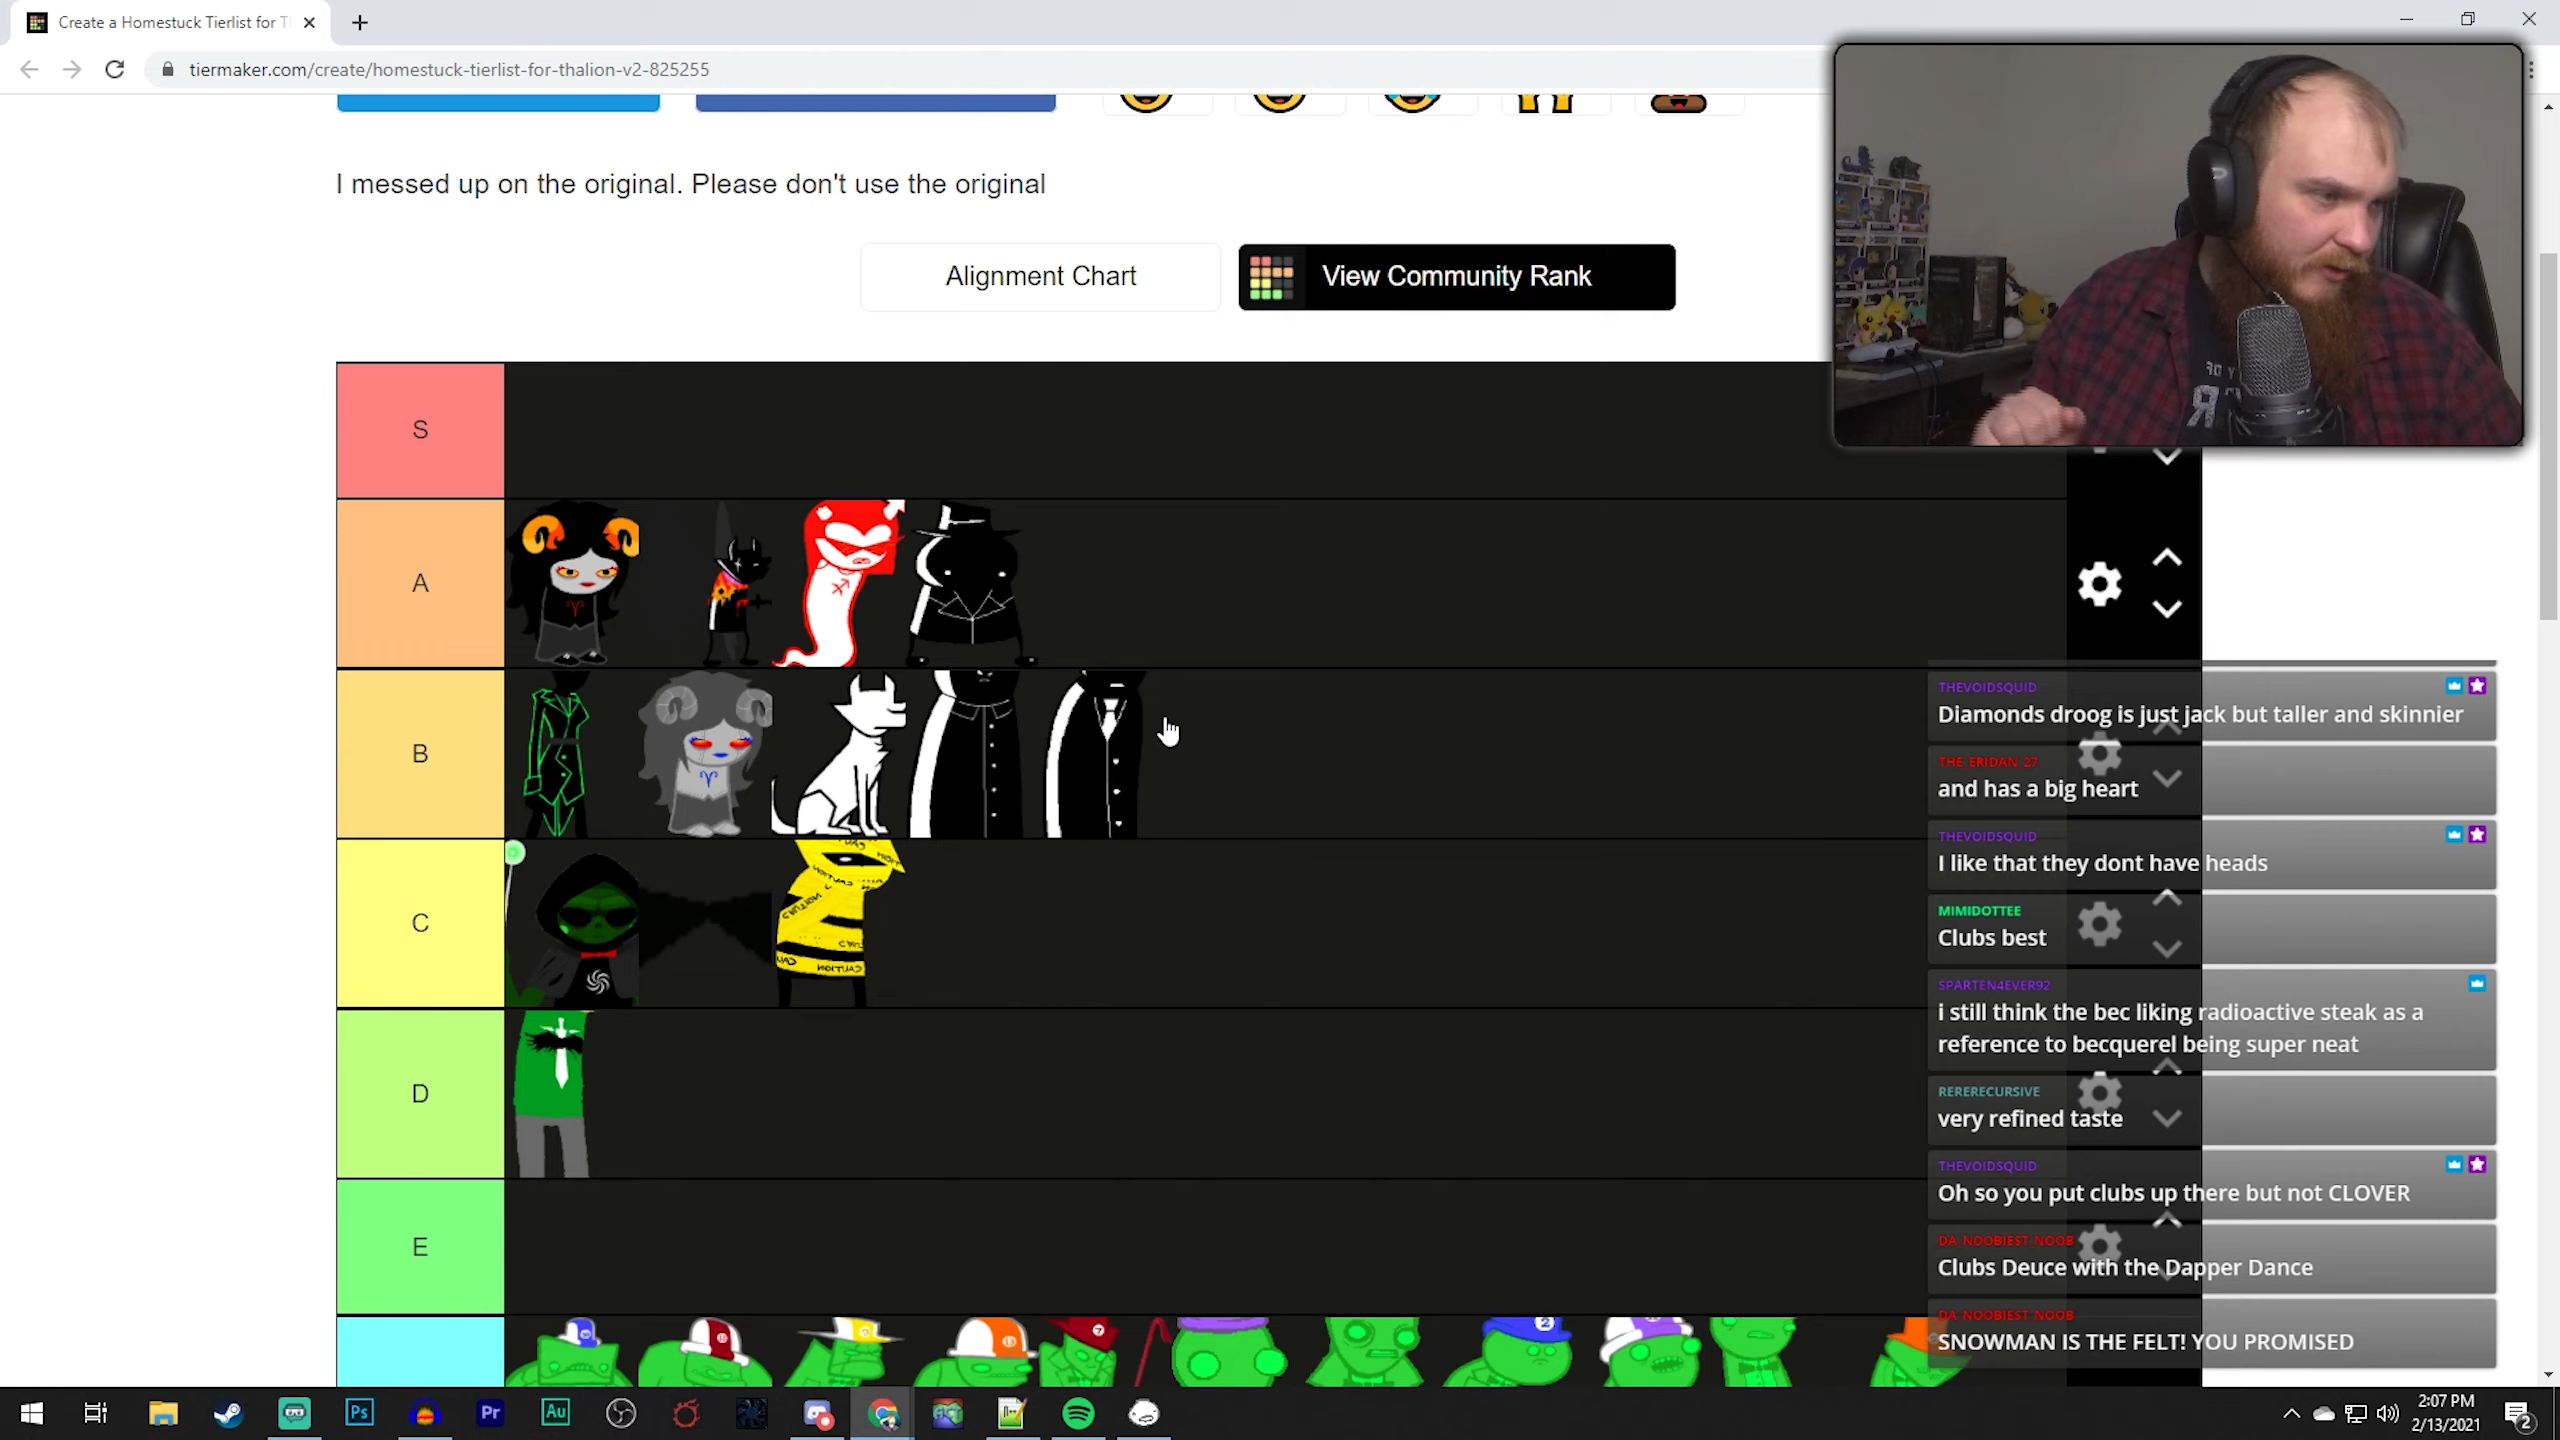 Create a Homestuck Tierlist for T
tiermaker.com/create/homestuck-tierlist-for-thalion-v2-825255
I messed up on the original. Please don't use the original
Alignment Chart
View Community Rank
S
A
B
C
D
E
THEVOIDSQUID
Diamonds droog is just jack but taller and skinnier
THE ERIDAN 27
and has a big heart
THEVOIDSQUID
I like that they dont have heads
MIMIDOTTEE
Clubs best
SPARTEN4EVER92
i still think the bec liking radioactive steak as a
reference to becquerel being super neat
RERERECURSIVE
very refined taste
THEVOIDSQUID
Oh so you put clubs up there but not CLOVER
DA NOOBIEST NOOB
Clubs Deuce with the Dapper Dance
DA NOOBIEST NOOB
SNOWMAN IS THE FELT! YOU PROMISED
Ps
Pr
Au
2:07 PM
2/13/2021
2